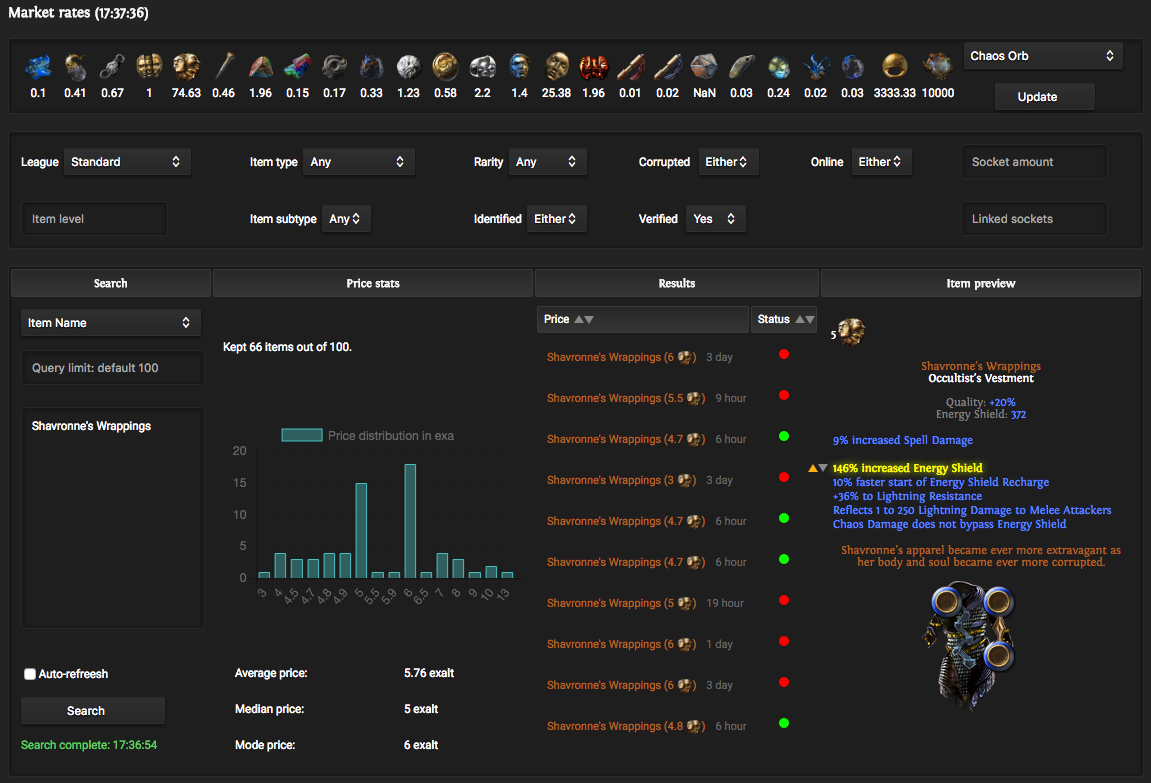 Market rates (17:37:36)
0.1 0.41 0.67 1 74.63 0.46 1.96 0.15 0.17 0.33 1.23 0.58 2.2 1.4 25.38 1.96 0.01 0.02 NaN 0.03 0.24 0.02 0.03 3333.33 10000
Chaos Orb
Update
League Standard Item type Any Rarity Any Corrupted Either Online Either Socket amount
Item level Item subtype Any Identified Either Verified Yes Linked sockets
Search Price stats Results Item preview
Item Name
Query limit: default 100
Shavronne's Wrappings
Auto-refreesh
Search
Search complete: 17:36:54
Kept 66 items out of 100.
Price distribution in exa
20
15
10
5
0
3 4 4.5 4.7 4.8 4.9 5 5.5 5.9 6 6.5 7 8 9 10 13
Average price: 5.76 exalt
Median price: 5 exalt
Mode price: 6 exalt
Price Status
Shavronne's Wrappings (6 ) 3 day
Shavronne's Wrappings (5.5 ) 9 hour
Shavronne's Wrappings (4.7 ) 6 hour
Shavronne's Wrappings (3 ) 3 day
Shavronne's Wrappings (4.7 ) 6 hour
Shavronne's Wrappings (4.7 ) 6 hour
Shavronne's Wrappings (5 ) 19 hour
Shavronne's Wrappings (6 ) 1 day
Shavronne's Wrappings (6 ) 3 day
Shavronne's Wrappings (4.8 ) 6 hour
5
Shavronne's Wrappings
Occultist's Vestment
Quality: +20%
Energy Shield: 372
9% increased Spell Damage
146% increased Energy Shield
10% faster start of Energy Shield Recharge
+36% to Lightning Resistance
Reflects 1 to 250 Lightning Damage to Melee Attackers
Chaos Damage does not bypass Energy Shield
Shavronne's apparel became ever more extravagant as
her body and soul became ever more corrupted.